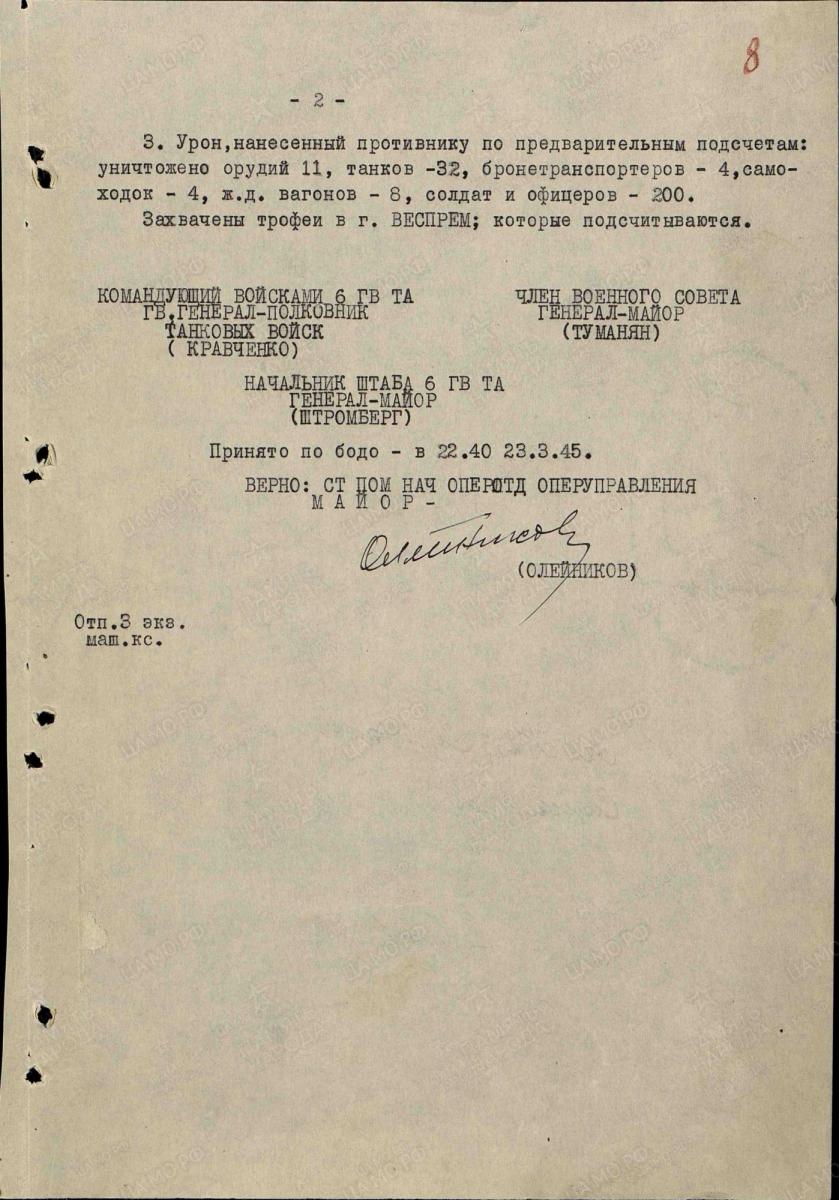 8
- 2 -
3. Урон,нанесенный противнику по предварительным подсчетам:
уничтожено орудий 11, танков -32, бронетранспортеров - 4,само-
ходок - 4, ж.д. вагонов - 8, солдат и офицеров - 200.
Захвачены трофеи в г. ВЕСПРЕМ; которые подсчитываются.
КОМАНДУЮЩИЙ ВОЙСКАМИ 6 ГВ ТА
ГВ.ГЕНЕРАЛ-ПОЛКОВНИК
ТАНКОВЫХ ВОЙСК
( КРАВЧЕНКО)
ЧЛЕН ВОЕННОГО СОВЕТА
ГЕНЕРАЛ-МАЙОР
(ТУМАНЯН)
НАЧАЛЬНИК ШТАБА 6 ГВ ТА
ГЕНЕРАЛ-МАЙОР
(ШТРОМБЕРГ)
Принято по бодо - в 22.40 23.3.45.
ВЕРНО: СТ ПОМ НАЧ ОПЕРОТД ОПЕРУПРАВЛЕНИЯ
М А Й О Р -
Олейников
(ОЛЕЙНИКОВ)
Отп.3 экз.
маш.кс.